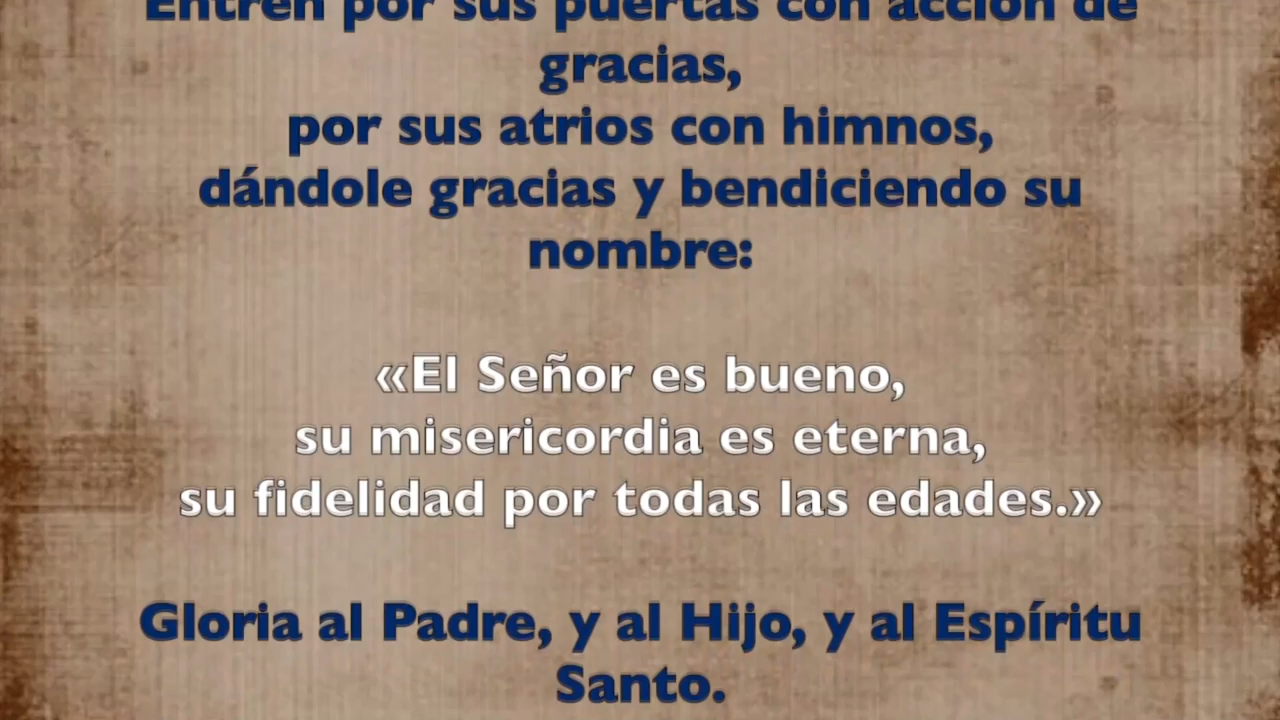 Entren por sus puertas con acción de
gracias,
por sus atrios con himnos,
dándole gracias y bendiciendo su
nombre:
«El Señor es bueno,
su misericordia es eterna,
su fidelidad por todas las edades.»
Gloria al Padre, y al Hijo, y al Espíritu
Santo.